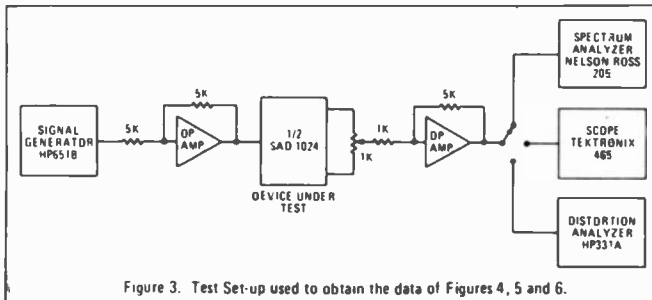 SIGNAL
GENERATOR
HP651B
5K
5K
OP
AMP
1/2
SAD 1024
DEVICE UNDER
TEST
1K
1K
5K
OP
AMP
SPECTRUM
ANALYZER
NELSON ROSS
205
SCOPE
TEKTRONIX
465
DISTORTION
ANALYZER
HP331A
Figure 3. Test Set-up used to obtain the data of Figures 4, 5 and 6.